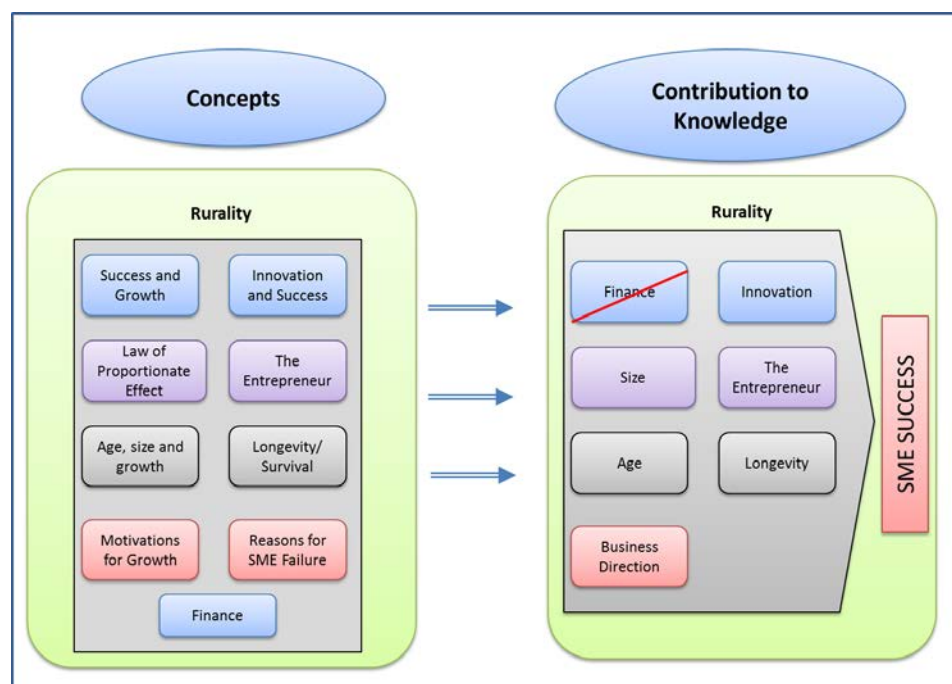 Concepts
Contribution to
Knowledge
Rurality
Success and
Growth
Innovation
and Success
Law of
Proportionate
Effect
The
Entrepreneur
Age, size and
growth
Longevity/
Survival
Motivations
for Growth
Reasons for
SME Failure
Finance
Rurality
Finance
Innovation
Size
The
Entrepreneur
Age
Longevity
Business
Direction
SME SUCCESS